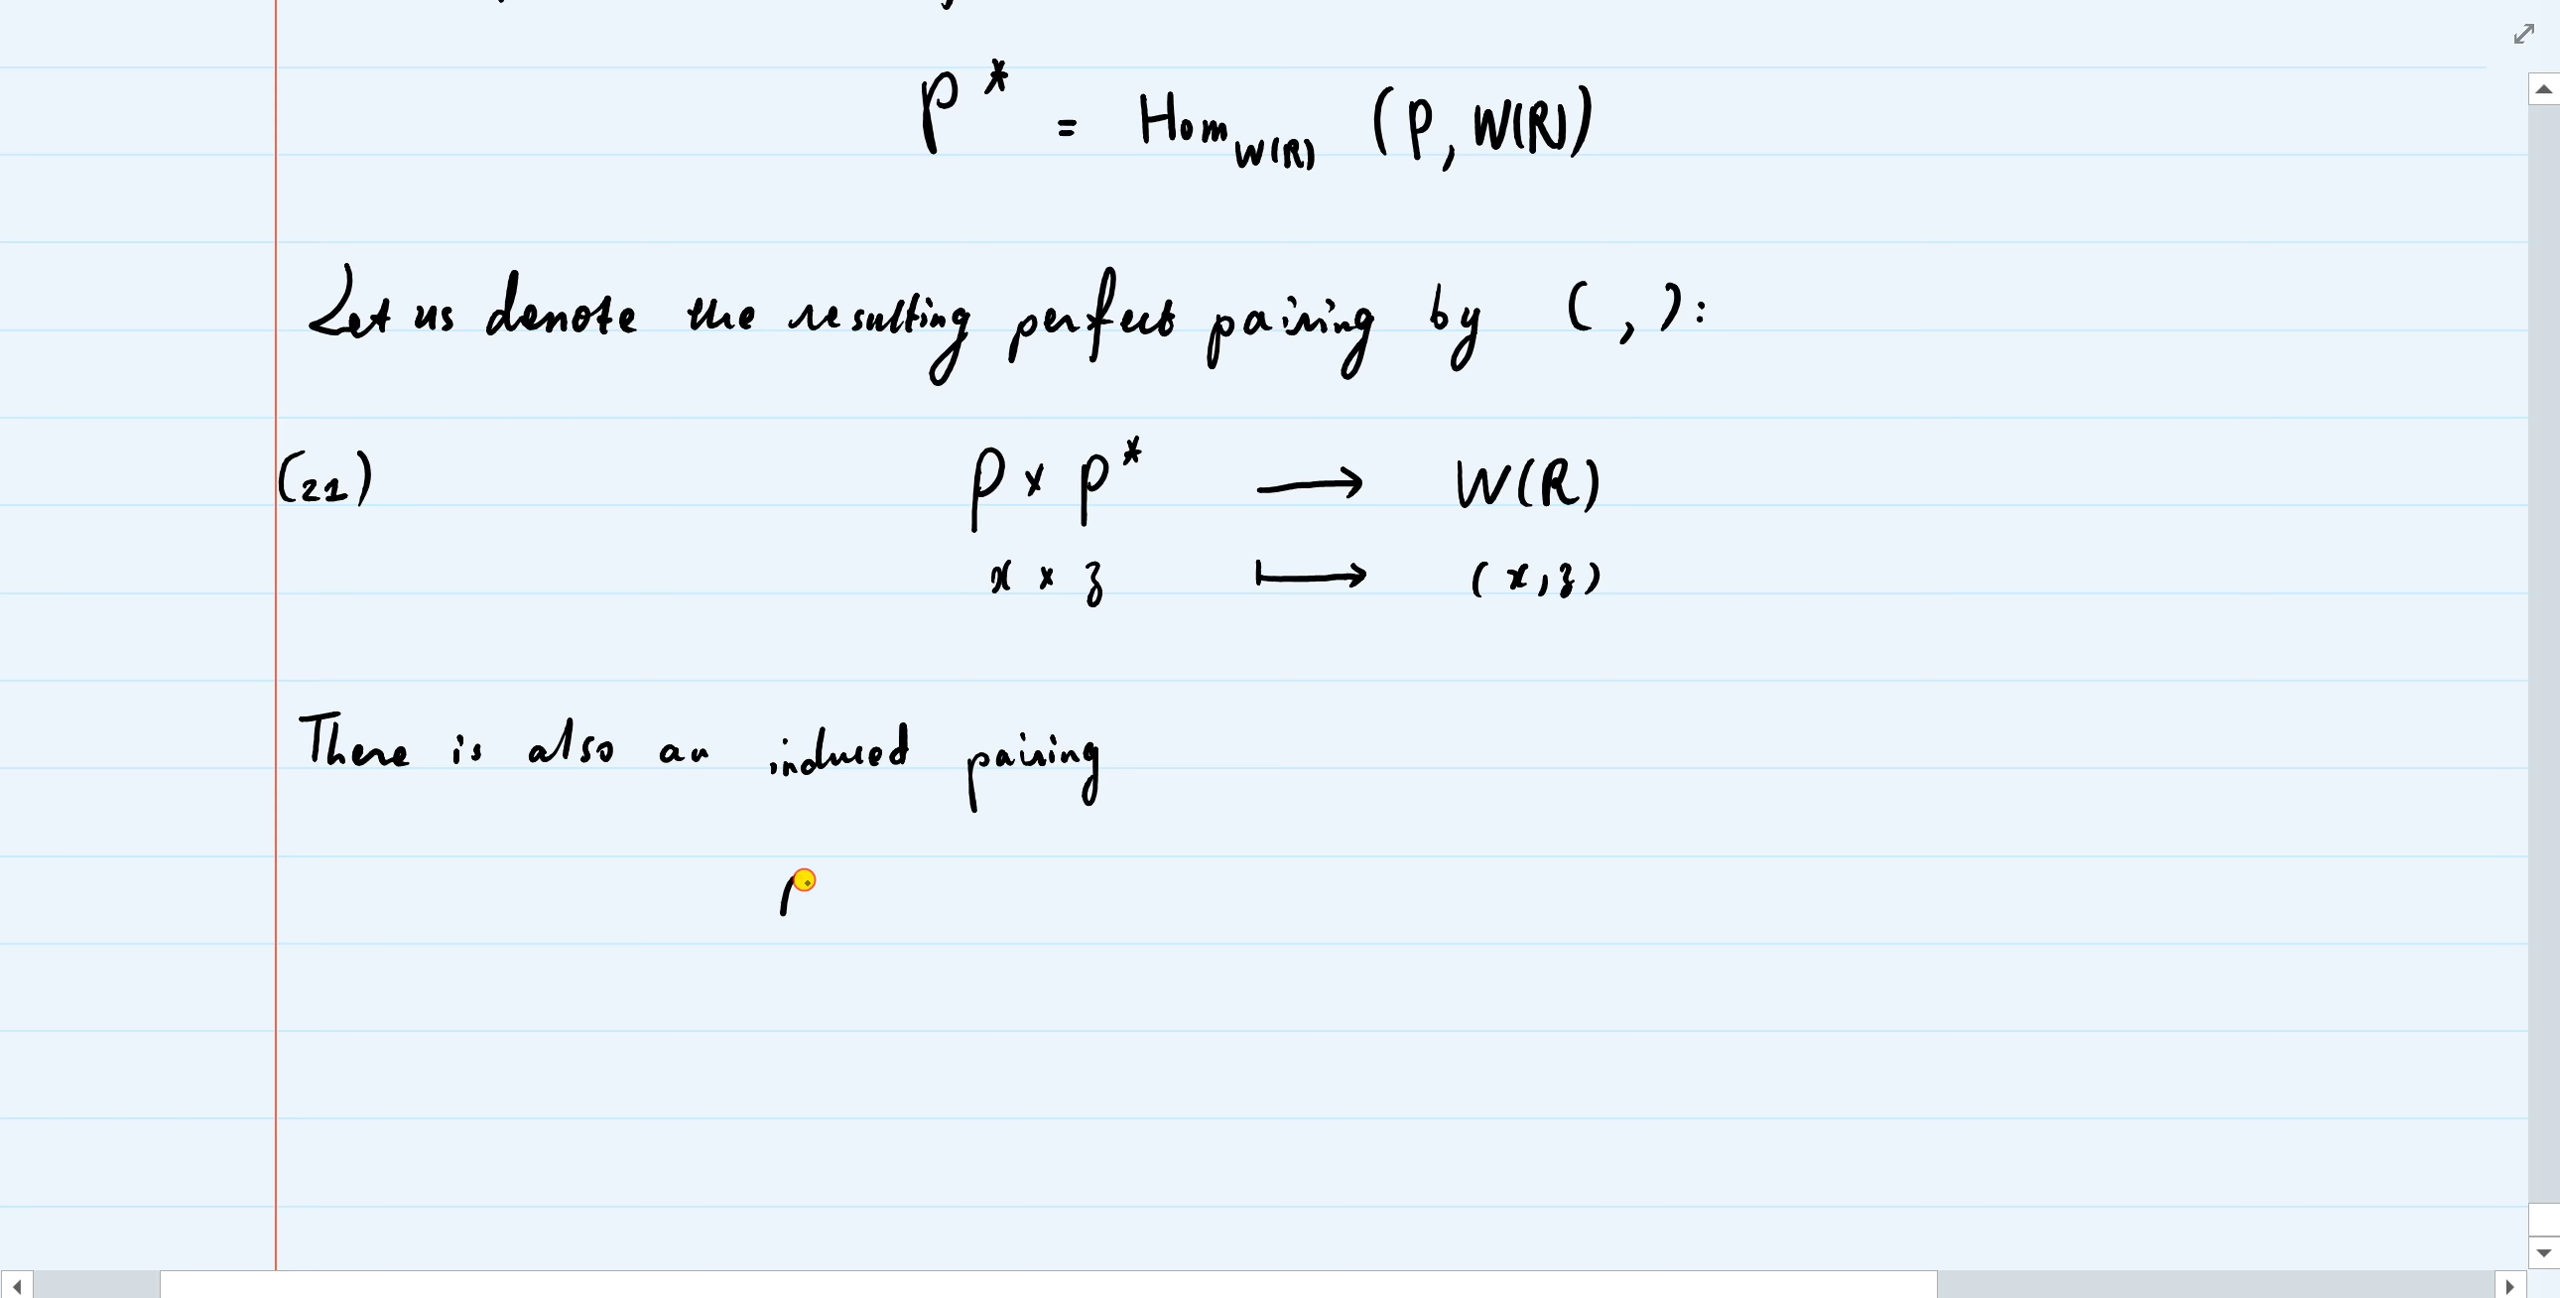 P* = Hom_{W(R)} (P, W(R))
Let us denote the resulting perfect pairing by ( , ):
(21) P × P* ⟶ W(R)
x × z ⟼ (x, z)
There is also an induced pairing